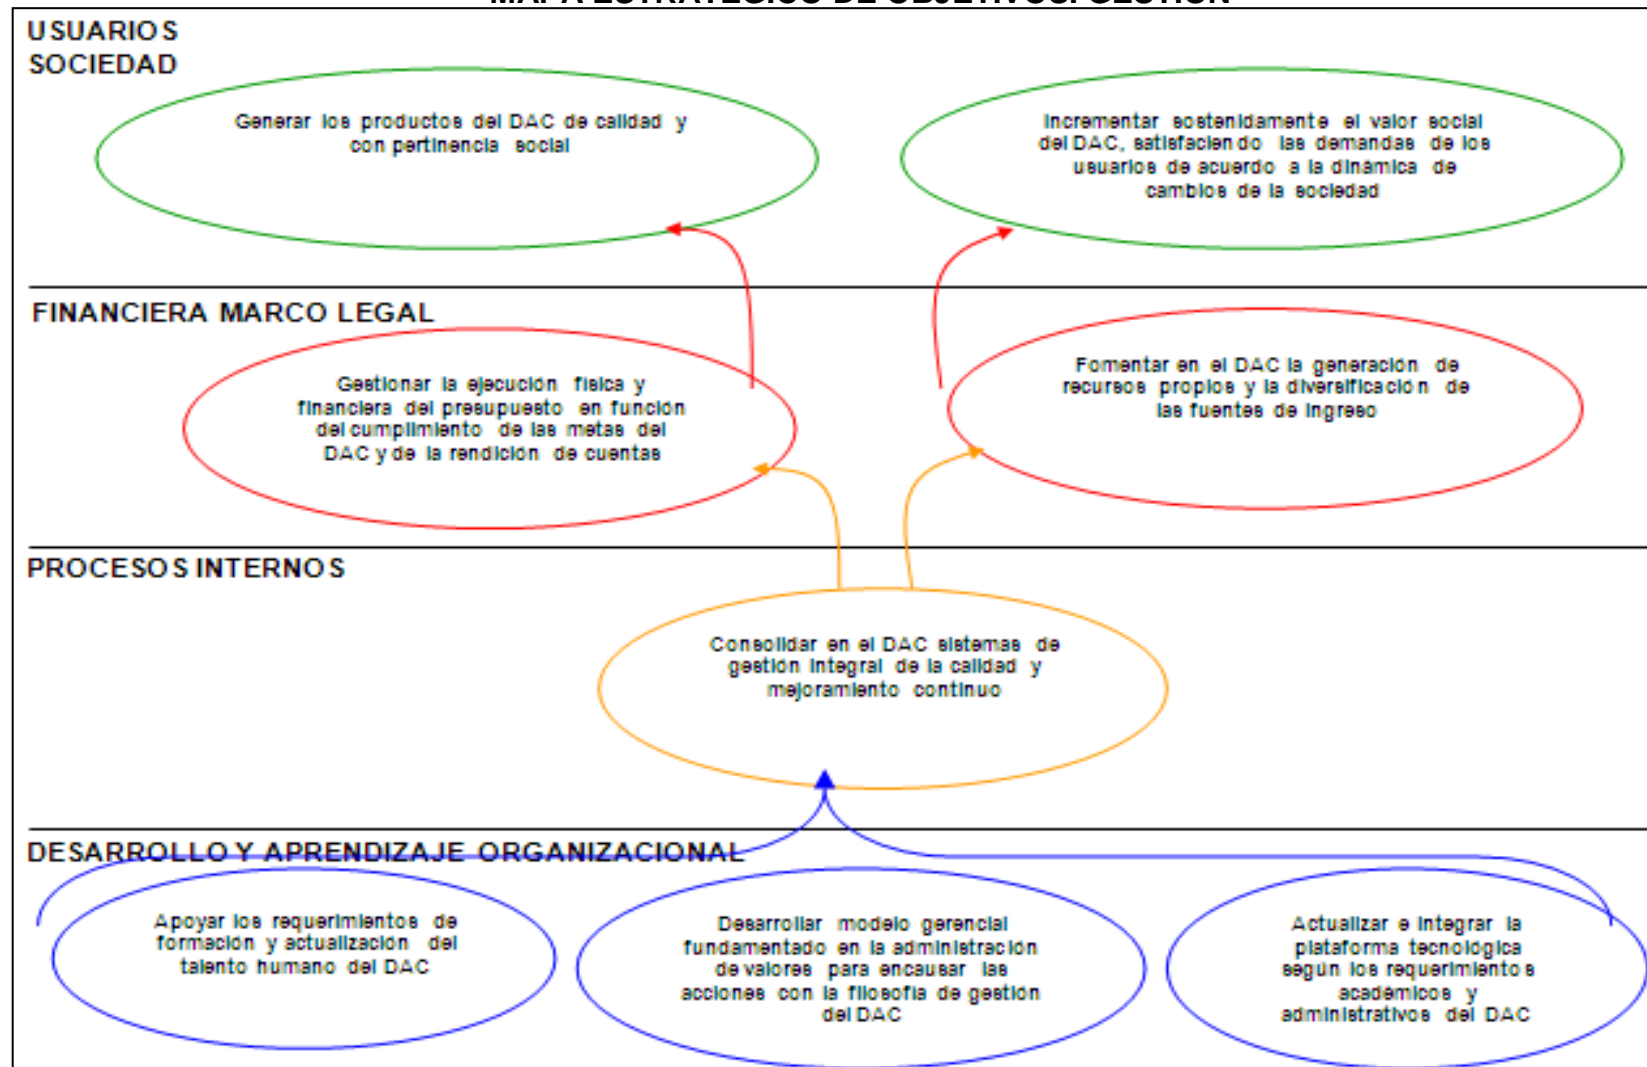 MAPA ESTRATEGICO DE OBJETIVOS. GESTION
USUARIOS
SOCIEDAD
Generar los productos del DAC de calidad y
con pertinencia social
Incrementar sostenidamente el valor social
del DAC, satisfaciendo las demandas de los
usuarios de acuerdo a la dinámica de
cambios de la sociedad
FINANCIERA MARCO LEGAL
Gestionar la ejecución física y
financiera del presupuesto en función
del cumplimiento de las metas del
DAC y de la rendición de cuentas
Fomentar en el DAC la generación de
recursos propios y la diversificación de
las fuentes de ingreso
PROCESOS INTERNOS
Consolidar en el DAC sistemas de
gestión integral de la calidad y
mejoramiento continuo
DESARROLLO Y APRENDIZAJE ORGANIZACIONAL
Apoyar los requerimientos de
formación y actualización del
talento humano del DAC
Desarrollar modelo gerencial
fundamentado en la administración
de valores para encausar las
acciones con la filosofía de gestión
del DAC
Actualizar e integrar la
plataforma tecnológica
según los requerimientos
académicos y
administrativos del DAC